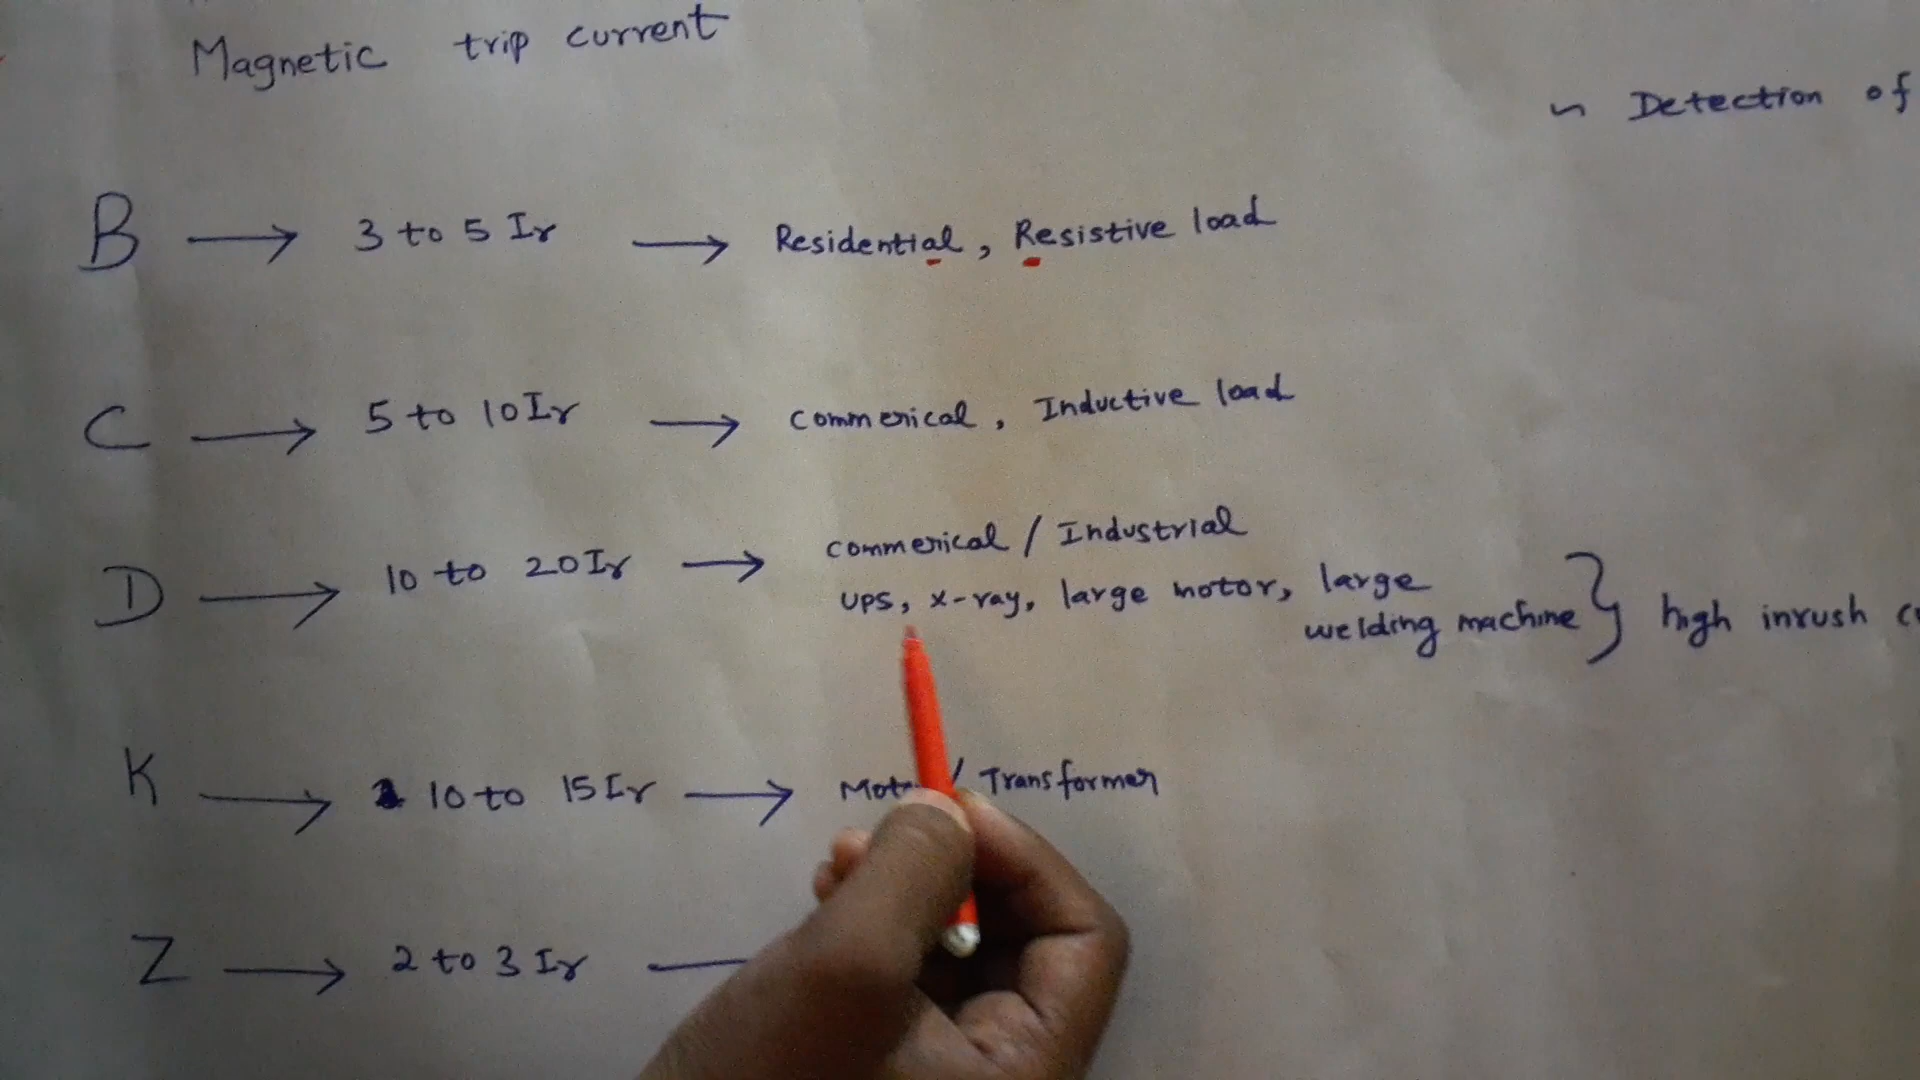 Magnetic trip current
~ Detection of
B → 3 to 5 Ir → Residential, Resistive load
C → 5 to 10 Ir → Commerical, Inductive load
D → 10 to 20 Ir → Commerical / Industrial
UPS, x-ray, large motor, large
welding machine } high inrush
K → 10 to 15 Ir → / Transformer
Z → 2 to 3 Ir